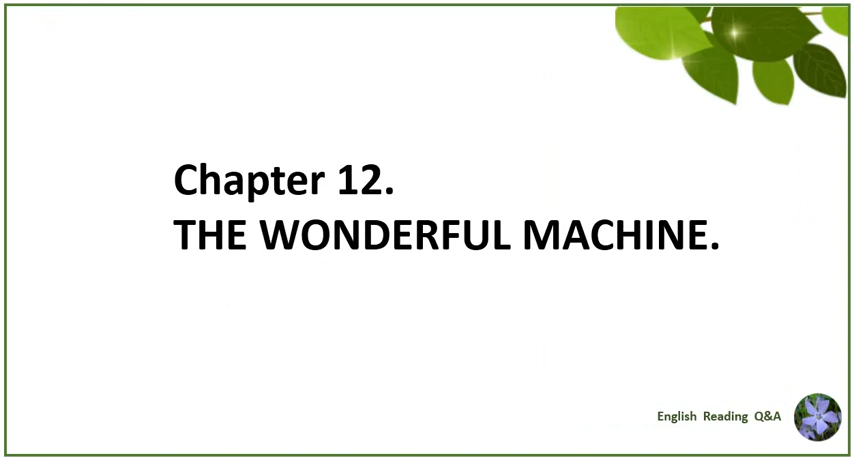 Chapter 12.
THE WONDERFUL MACHINE.
English Reading Q&A